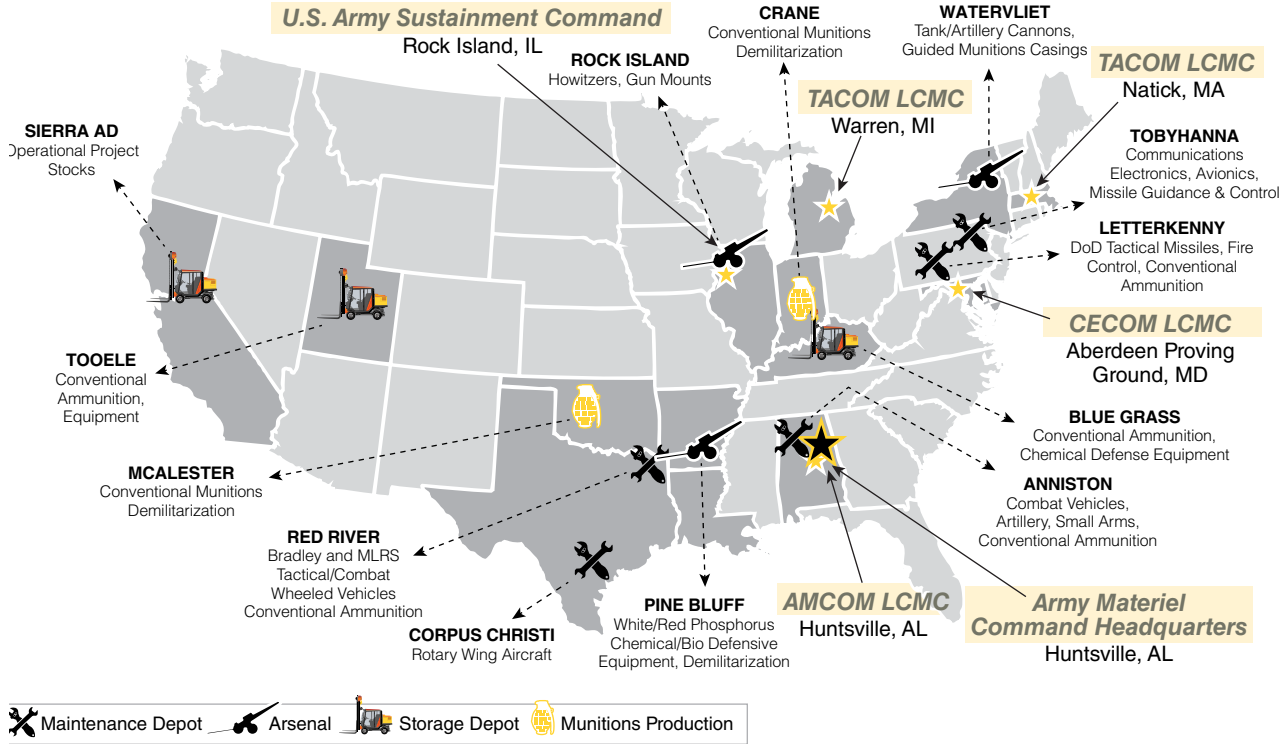 U.S. Army Sustainment Command
Rock Island, IL
ROCK ISLAND
Howitzers, Gun Mounts
CRANE
Conventional Munitions
Demilitarization
WATERVLIET
Tank/Artillery Cannons,
Guided Munitions Casings
TACOM LCMC
Natick, MA
TACOM LCMC
Warren, MI
SIERRA AD
Operational Project
Stocks
TOBYHANNA
Communications
Electronics, Avionics,
Missile Guidance & Control
LETTERKENNY
DoD Tactical Missiles, Fire
Control, Conventional
Ammunition
CECOM LCMC
Aberdeen Proving
Ground, MD
TOOELE
Conventional
Ammunition,
Equipment
BLUE GRASS
Conventional Ammunition,
Chemical Defense Equipment
MCALESTER
Conventional Munitions
Demilitarization
ANNISTON
Combat Vehicles,
Artillery, Small Arms,
Conventional Ammunition
RED RIVER
Bradley and MLRS
Tactical/Combat
Wheeled Vehicles
Conventional Ammunition
CORPUS CHRISTI
Rotary Wing Aircraft
PINE BLUFF
White/Red Phosphorus
Chemical/Bio Defensive
Equipment, Demilitarization
AMCOM LCMC
Huntsville, AL
Army Materiel
Command Headquarters
Huntsville, AL
Maintenance Depot
Arsenal
Storage Depot
Munitions Production